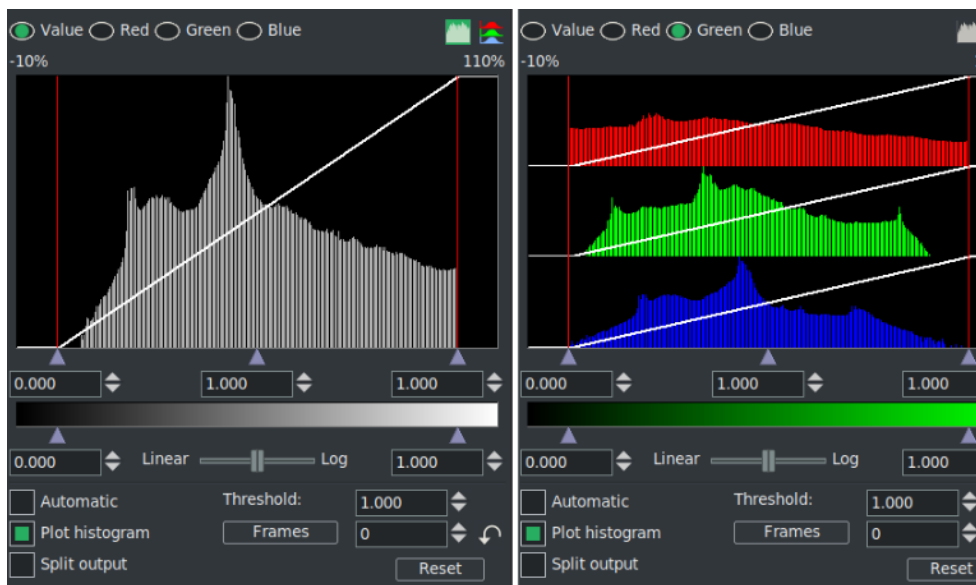 Value Red Green Blue
-10% 110%
0.000 1.000 1.000
0.000 Linear Log 1.000
Automatic Threshold: 1.000
Plot histogram Frames 0
Split output Reset
Value Red Green Blue
-10%
0.000 1.000 1.000
0.000 Linear Log 1.000
Automatic Threshold: 1.000
Plot histogram Frames 0
Split output Reset